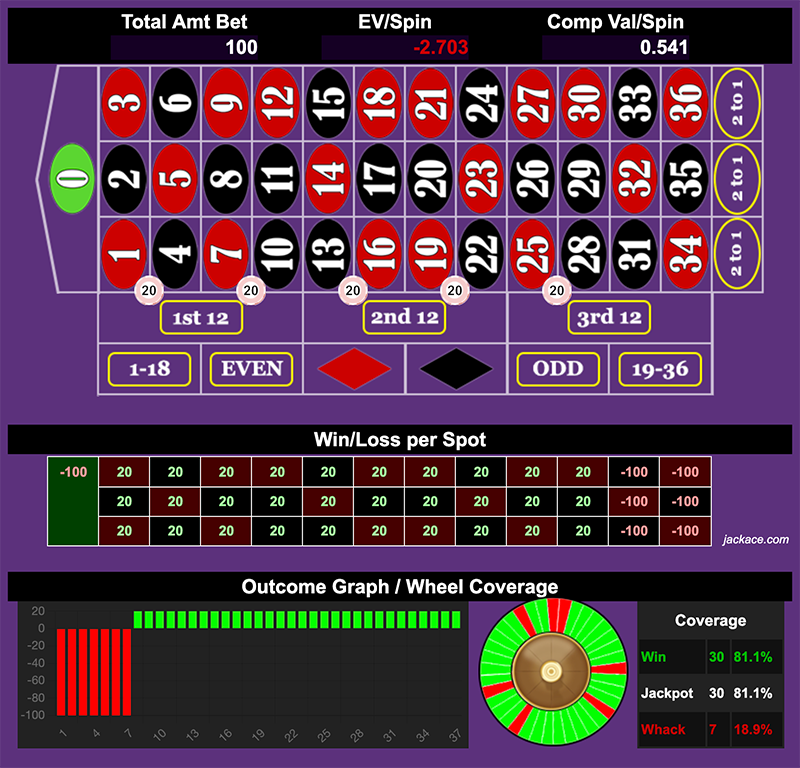 Total Amt Bet EV/Spin Comp Val/Spin
100 -2.703 0.541
3 6 9 12 15 18 21 24 27 30 33 36 2 to 1
0 2 5 8 11 14 17 20 23 26 29 32 35 2 to 1
1 4 7 10 13 16 19 22 25 28 31 34 2 to 1
20 20 20 20 20
1st 12 2nd 12 3rd 12
1-18 EVEN ODD 19-36
Win/Loss per Spot
-100 20 20 20 20 20 20 20 20 20 20 -100 -100
20 20 20 20 20 20 20 20 20 20 -100 -100
20 20 20 20 20 20 20 20 20 20 -100 -100
jackace.com
Outcome Graph / Wheel Coverage
20
0
-20
-40
-60
-80
-100
1 4 7 10 13 16 19 22 25 28 31 34 37
Coverage
Win 30 81.1%
Jackpot 30 81.1%
Whack 7 18.9%